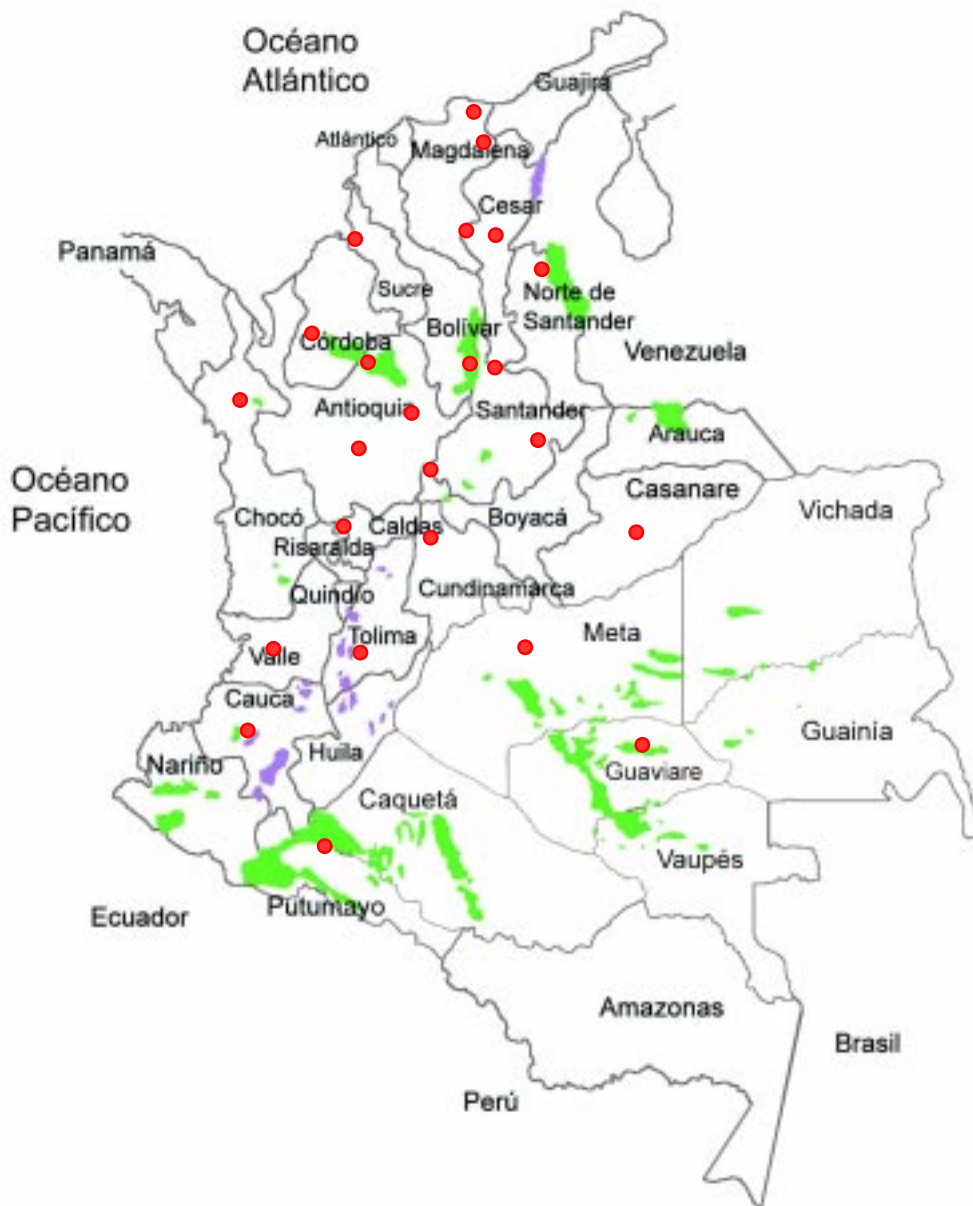 Océano
Atlántico
Guajira
Atlántico
Magdalena
Cesar
Panamá
Sucre
Norte de
Santander
Bolívar
Córdoba
Venezuela
Antioquia
Santander
Arauca
Océano
Pacífico
Casanare
Vichada
Chocó
Caldas
Boyacá
Risaralda
Cundinamarca
Quindío
Tolima
Meta
Valle
Cauca
Guainía
Huila
Nariño
Guaviare
Caquetá
Vaupés
Putumayo
Ecuador
Amazonas
Brasil
Perú